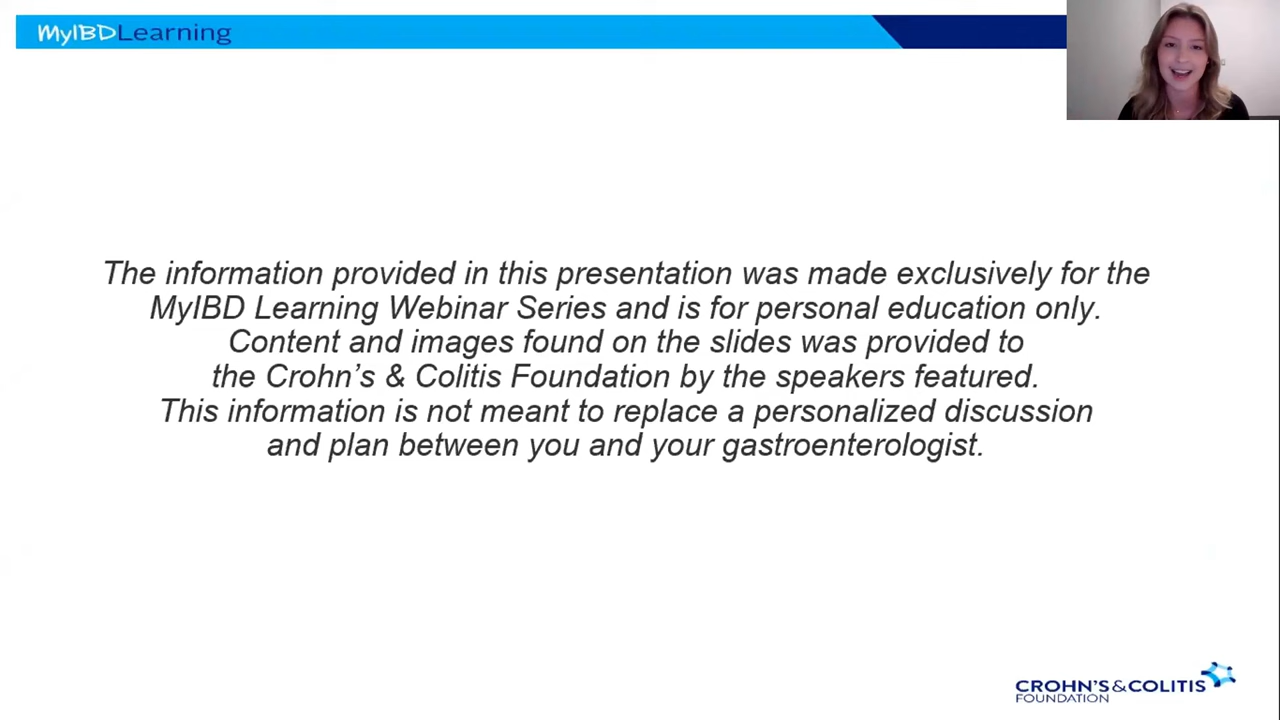 MyIBDLearning
The information provided in this presentation was made exclusively for the
MyIBD Learning Webinar Series and is for personal education only.
Content and images found on the slides was provided to
the Crohn’s & Colitis Foundation by the speakers featured.
This information is not meant to replace a personalized discussion
and plan between you and your gastroenterologist.
CROHN'S & COLITIS
FOUNDATION